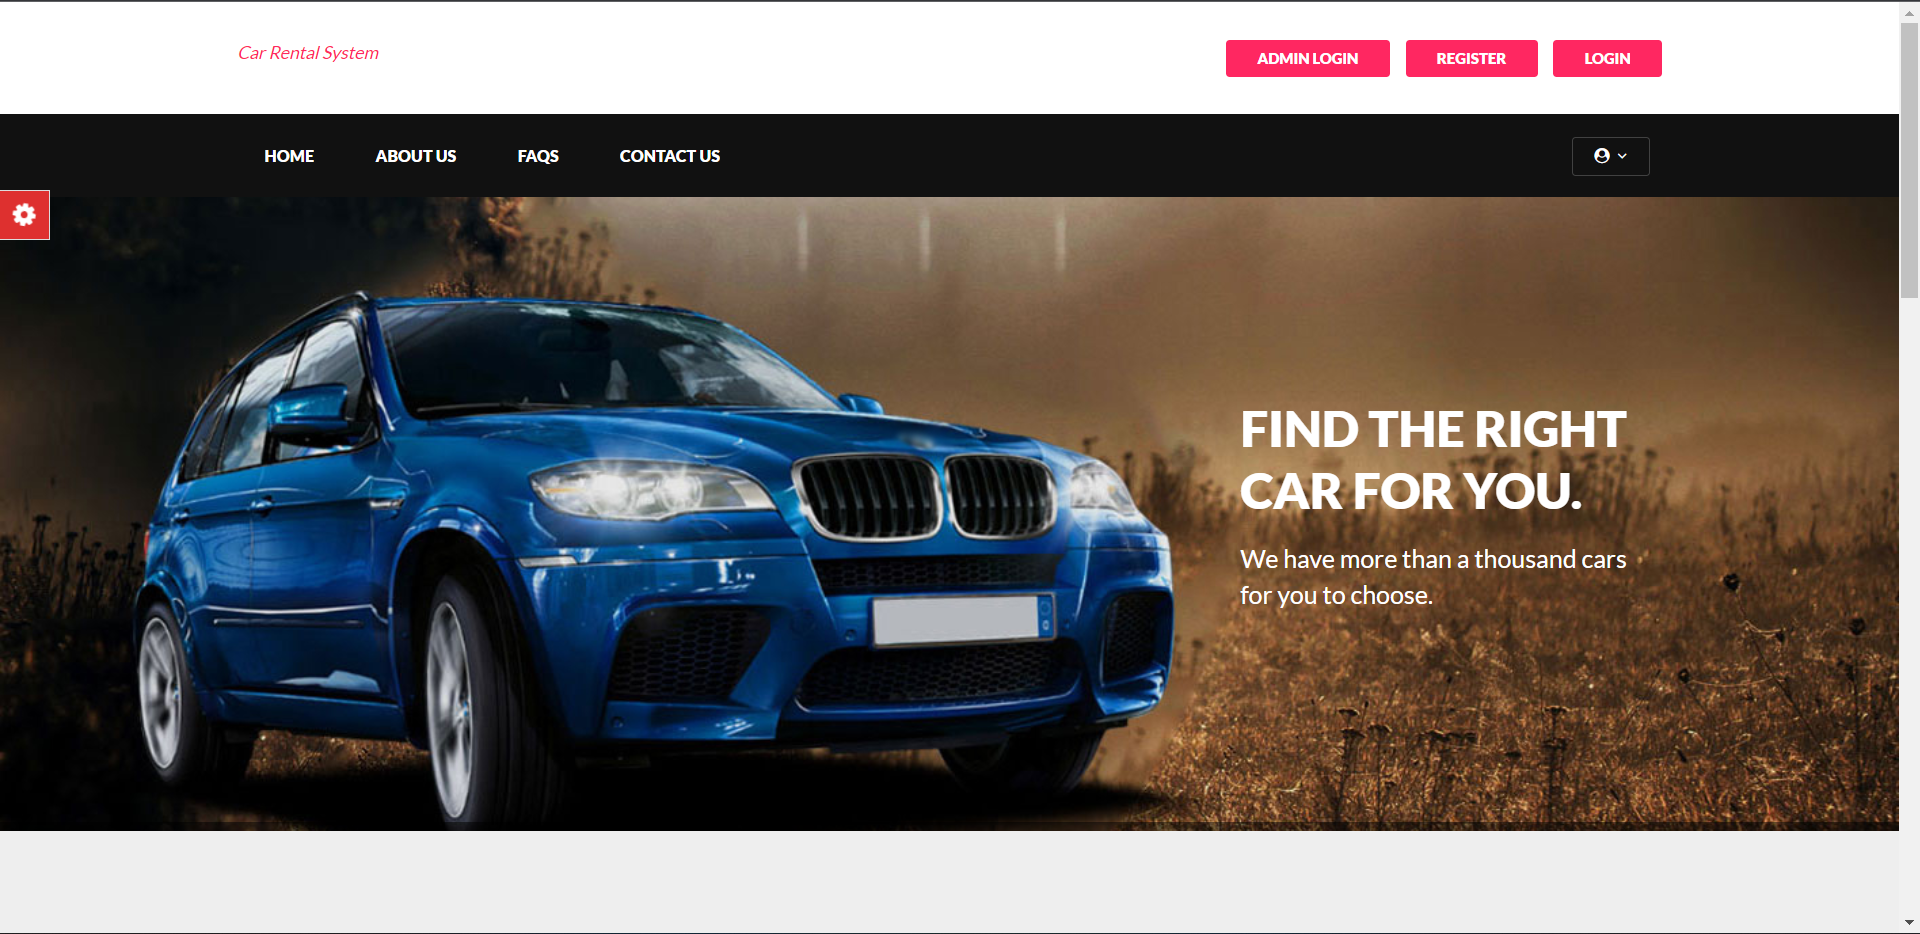 Car Rental System
ADMIN LOGIN
REGISTER
LOGIN
HOME
ABOUT US
FAQS
CONTACT US
FIND THE RIGHT
CAR FOR YOU.
We have more than a thousand cars
for you to choose.